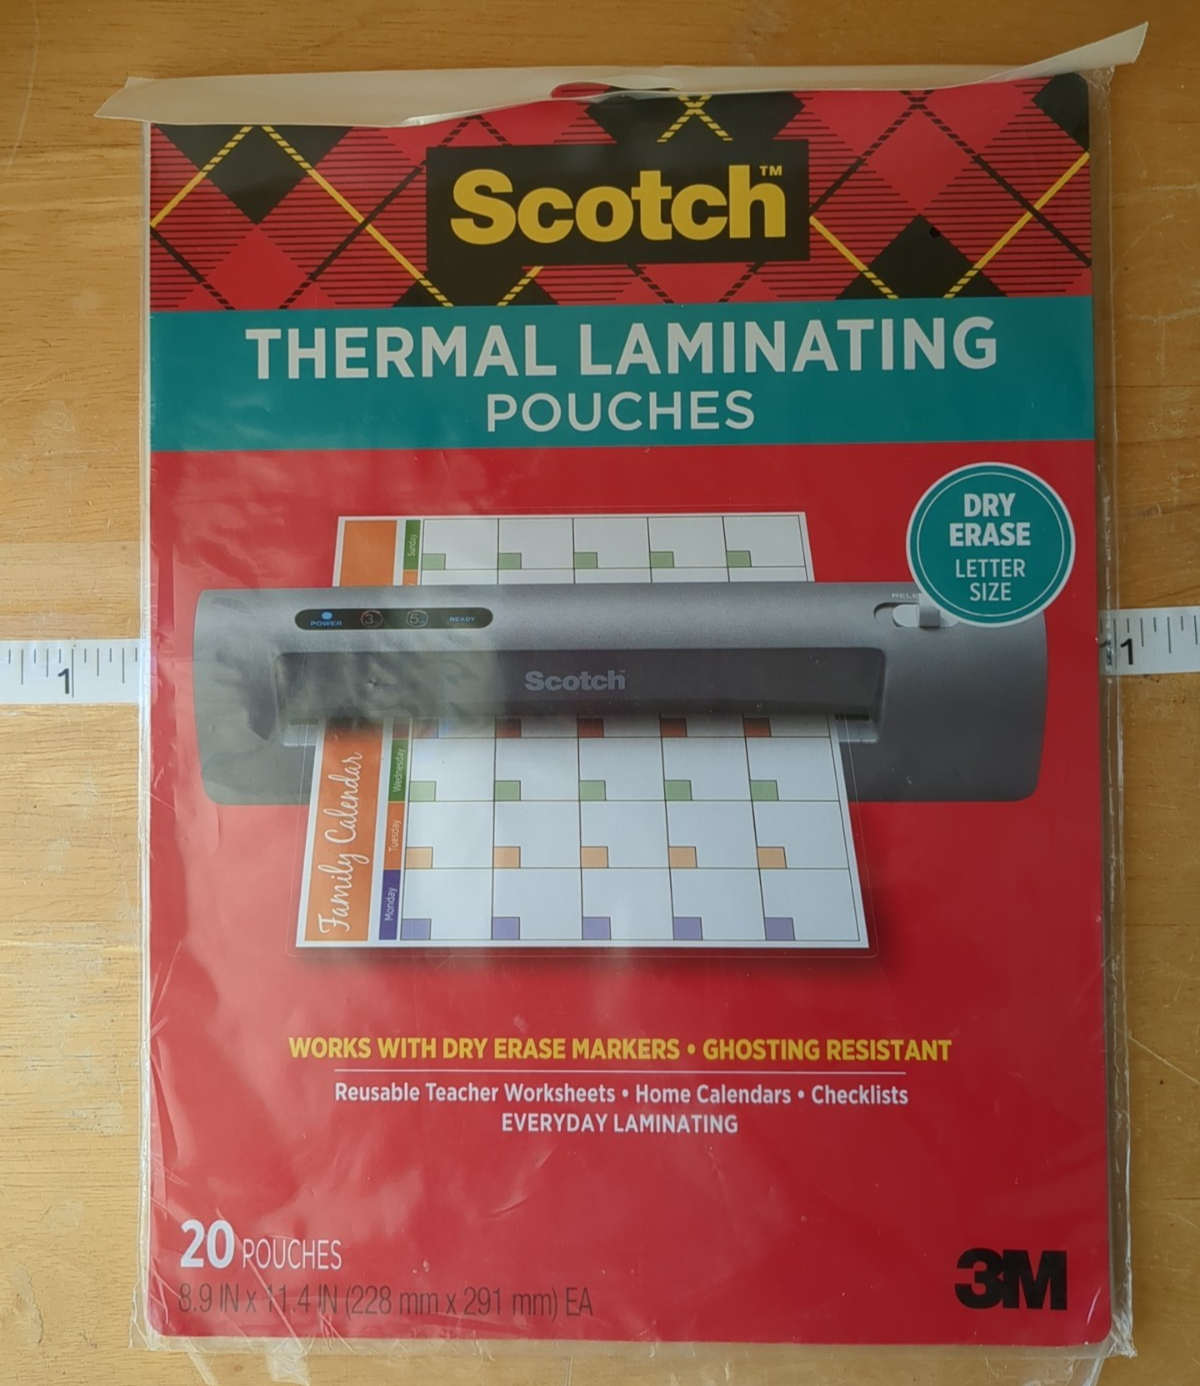 Scotch™
THERMAL LAMINATING
POUCHES
DRY
ERASE
LETTER
SIZE
Sunday
POWER 3 5 READY
Scotch
1
11
Family Calendar
Wednesday
Tuesday
Monday
WORKS WITH DRY ERASE MARKERS • GHOSTING RESISTANT
Reusable Teacher Worksheets • Home Calendars • Checklists
EVERYDAY LAMINATING
20 POUCHES
8.9 IN x 11.4 IN (228 mm x 291 mm) EA
3M